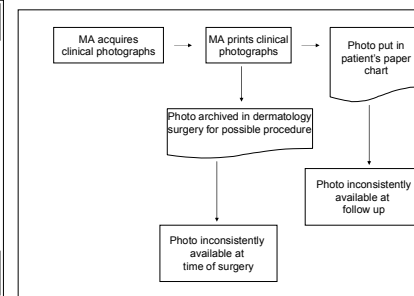 MA acquires
clinical photographs
MA prints clinical
photographs
Photo put in
patient's paper
chart
Photo archived in dermatology
surgery for possible procedure
Photo inconsistently
available at
follow up
Photo inconsistently
available at
time of surgery